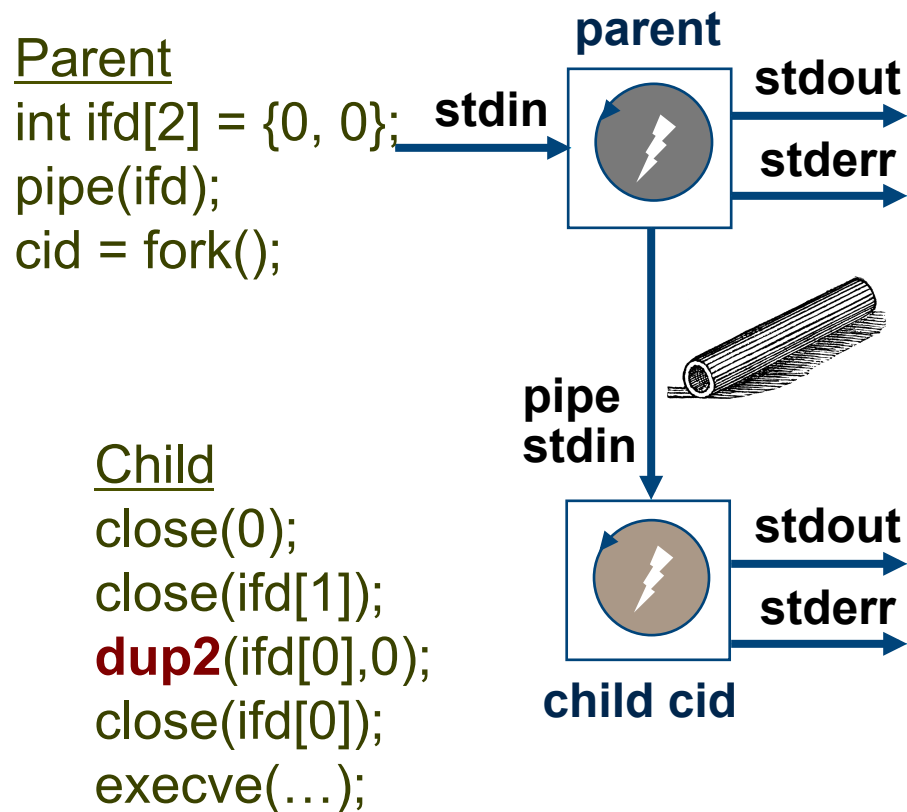 Parent
int ifd[2] = {0, 0};
pipe(ifd);
cid = fork();
parent
stdin
stdout
stderr
pipe
stdin
Child
close(0);
close(ifd[1]);
dup2(ifd[0],0);
close(ifd[0]);
execve(…);
stdout
stderr
child cid